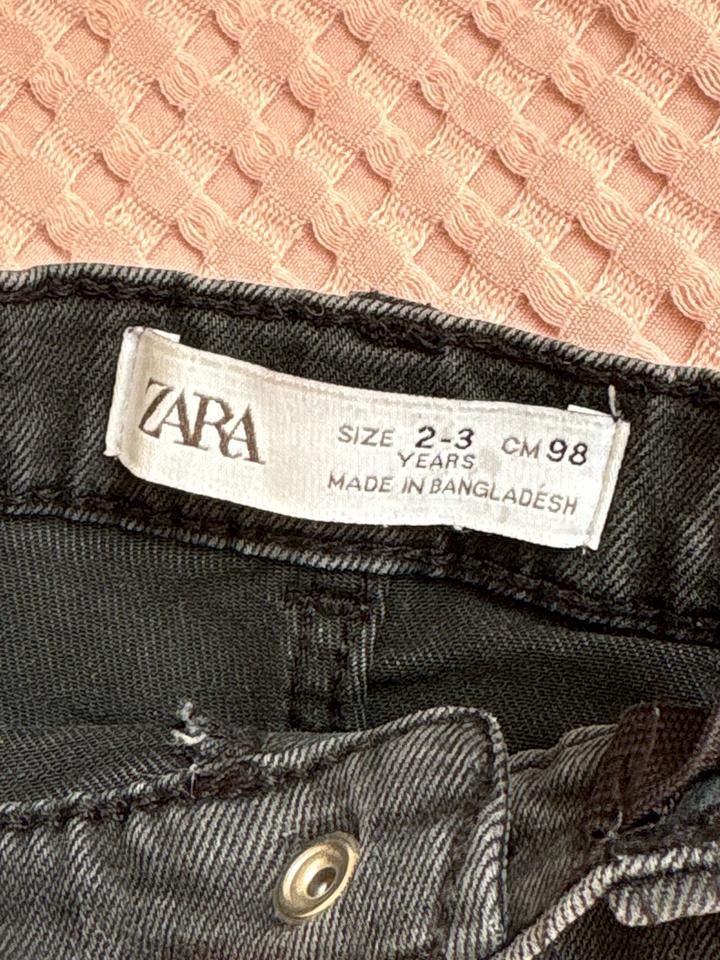 ZARA
SIZE 2-3 CM 98
YEARS
MADE IN BANGLADESH